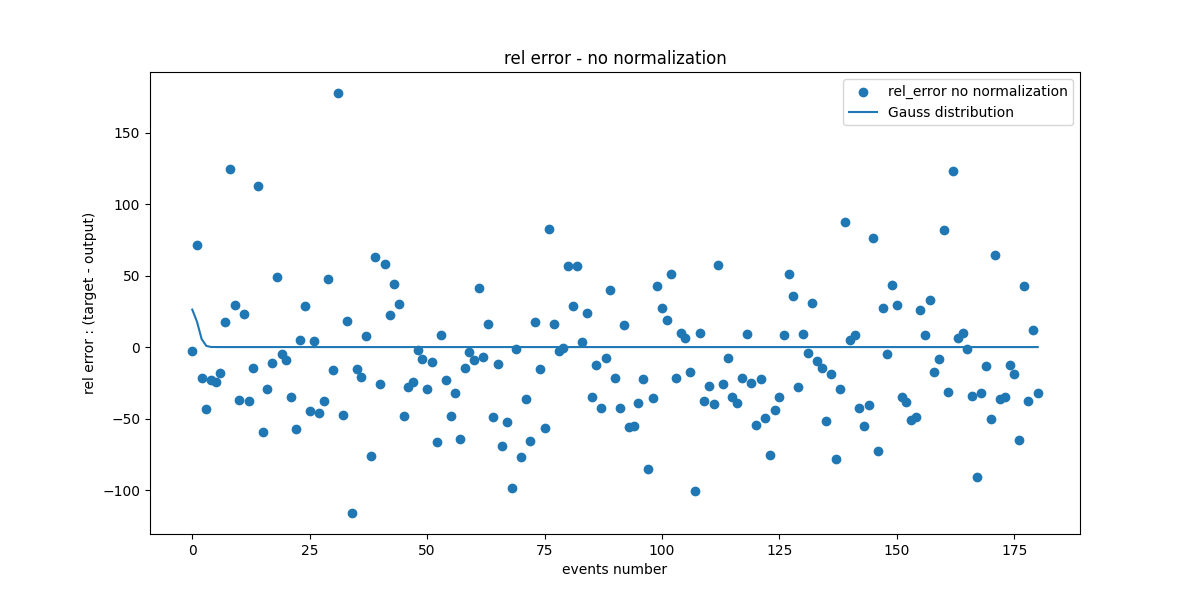 rel error - no normalization
rel_error no normalization
Gauss distribution
rel error : (target - output)
150
100
50
0
−50
−100
0 25 50 75 100 125 150 175
events number